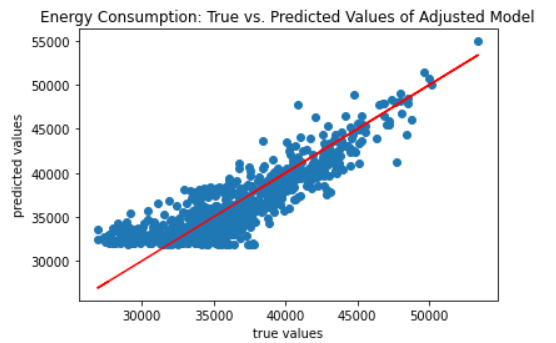 Energy Consumption: True vs. Predicted Values of Adjusted Model
55000
50000
45000
40000
35000
30000
predicted values
30000 35000 40000 45000 50000
true values